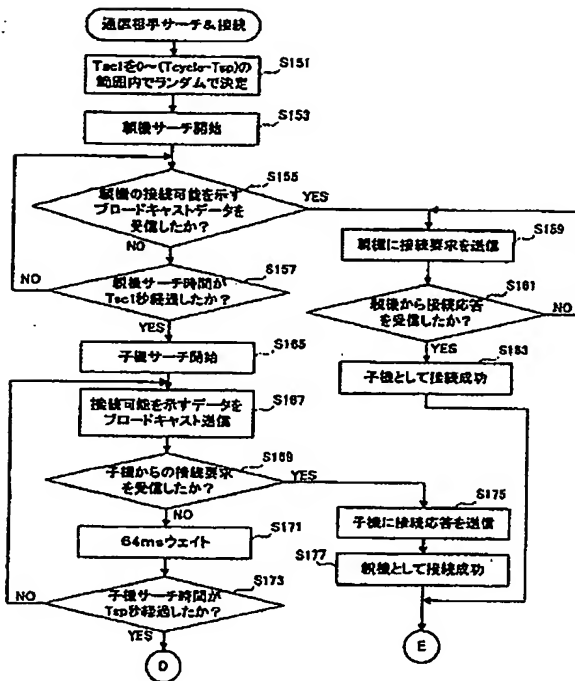 通信相手サーチ&接続
Tsc1を0~(Tcyclo-Tsp)の
範囲内でランダムで決定
S151
親機サーチ開始
S153
親機の接続可能を示す
ブロードキャストデータを
受信したか?
S155
YES
NO
親機サーチ時間が
Tsc1秒経過したか?
S157
NO
YES
親機に接続要求を送信
S159
親機から接続応答
を受信したか?
S161
NO
YES
子機として接続成功
S163
子機サーチ開始
S165
接続可能を示すデータを
ブロードキャスト送信
S167
子機からの接続要求
を受信したか?
S169
YES
NO
64msウェイト
S171
子機サーチ時間が
Tsp秒経過したか?
S173
NO
YES
D
子機に接続応答を送信
S175
親機として接続成功
S177
E